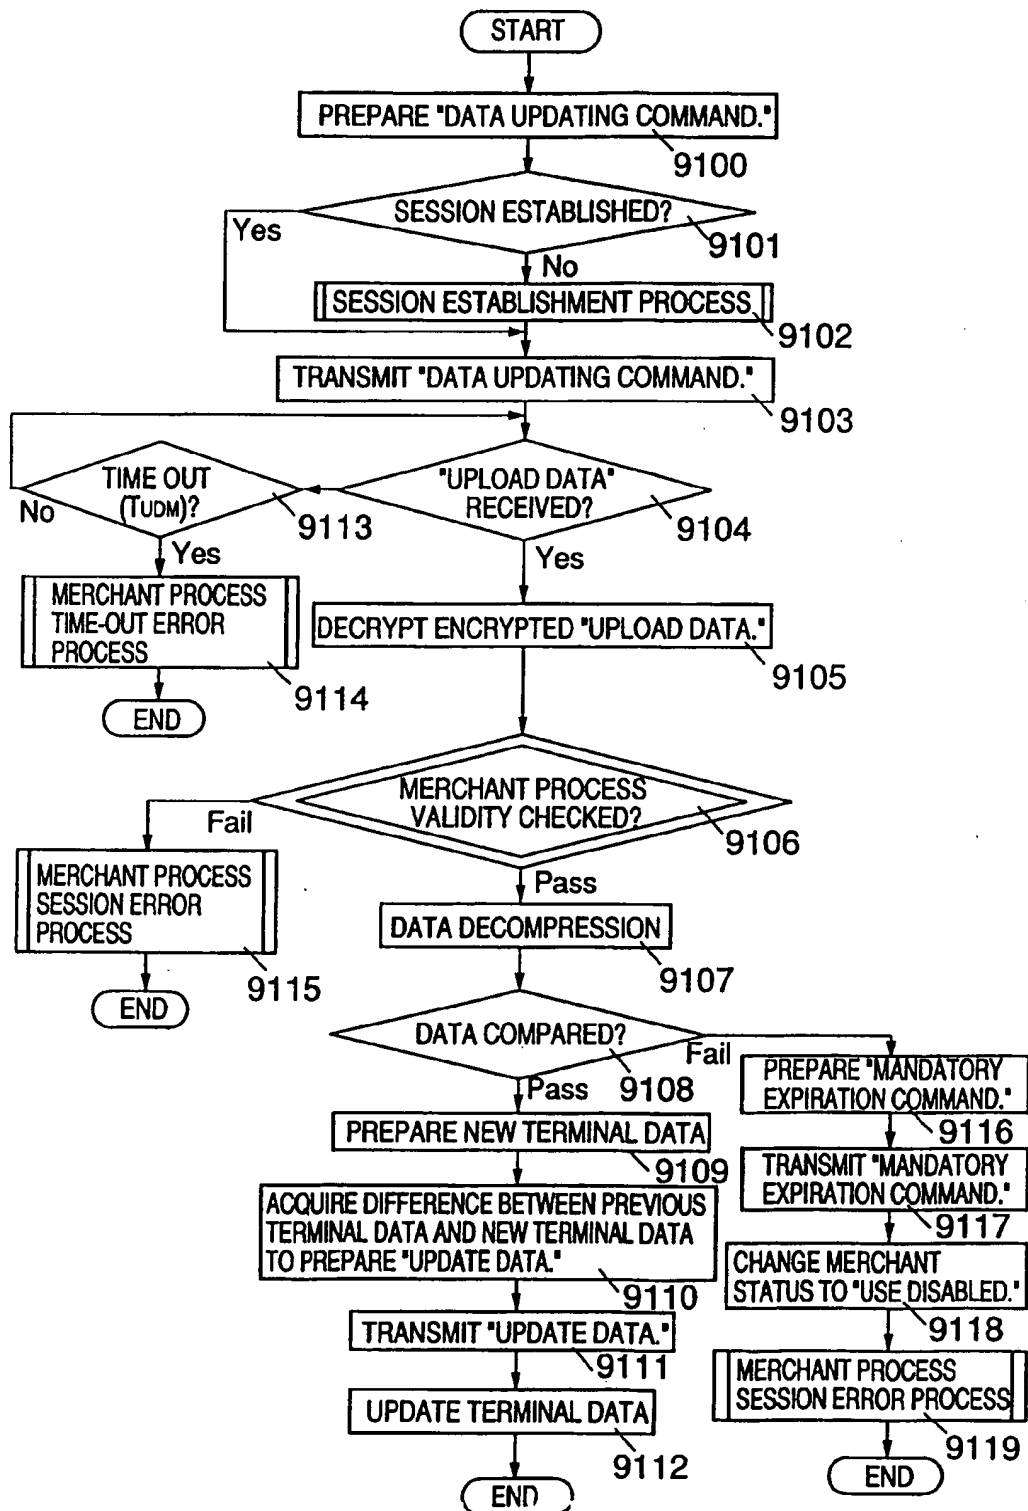 START
PREPARE "DATA UPDATING COMMAND."
9100
SESSION ESTABLISHED?
9101
Yes
No
SESSION ESTABLISHMENT PROCESS
9102
TRANSMIT "DATA UPDATING COMMAND."
9103
TIME OUT
(TUDM)?
9113
No
Yes
"UPLOAD DATA"
RECEIVED?
9104
Yes
MERCHANT PROCESS
TIME-OUT ERROR
PROCESS
9114
END
DECRYPT ENCRYPTED "UPLOAD DATA."
9105
MERCHANT PROCESS
VALIDITY CHECKED?
9106
Fail
Pass
MERCHANT PROCESS
SESSION ERROR
PROCESS
9115
END
DATA DECOMPRESSION
9107
DATA COMPARED?
9108
Fail
Pass
PREPARE NEW TERMINAL DATA
9109
ACQUIRE DIFFERENCE BETWEEN PREVIOUS
TERMINAL DATA AND NEW TERMINAL DATA
TO PREPARE "UPDATE DATA."
9110
TRANSMIT "UPDATE DATA."
9111
UPDATE TERMINAL DATA
9112
END
PREPARE "MANDATORY
EXPIRATION COMMAND."
9116
TRANSMIT "MANDATORY
EXPIRATION COMMAND."
9117
CHANGE MERCHANT
STATUS TO "USE DISABLED."
9118
MERCHANT PROCESS
SESSION ERROR PROCESS
9119
END